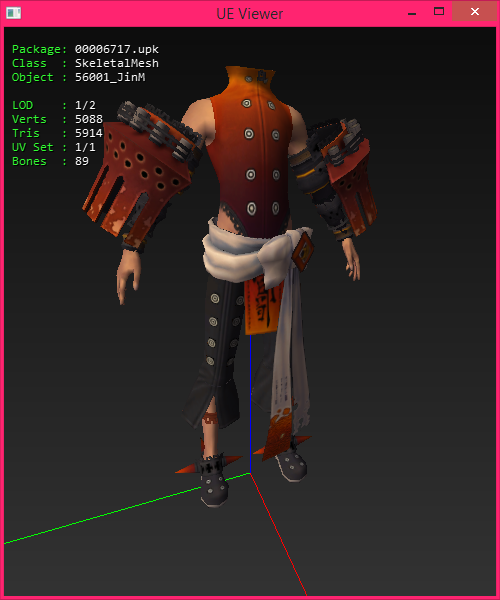 UE Viewer
Package: 00006717.upk
Class : SkeletalMesh
Object : 56001_JinM
LOD : 1/2
Verts : 5088
Tris : 5914
UV Set : 1/1
Bones : 89